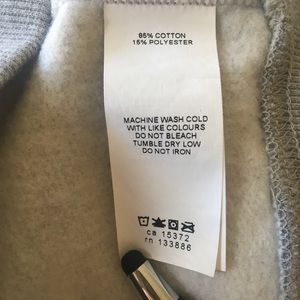 85% COTTON
15% POLYESTER
MACHINE WASH COLD
WITH LIKE COLOURS
DO NOT BLEACH
TUMBLE DRY LOW
DO NOT IRON
ca 15372
rn 133886